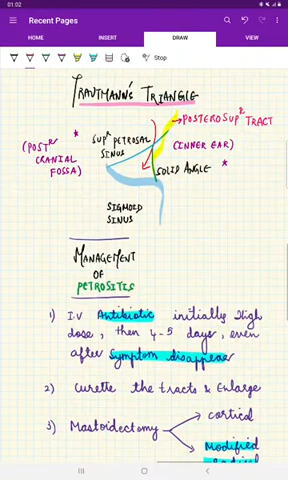 01:02
Recent Pages
HOME
INSERT
DRAW
VIEW
Stop
TRAUTMANN'S TRIANGLE
POSTEROSUPR TRACT
(POSTR CRANIAL FOSSA)
*
SUPR PETROSAL SINUS
(INNER EAR)
SOLID ANGLE *
SIGMOID SINUS
MANAGEMENT
OF
PETROSITIS
1) I.V Antibiotic initially High
dose, then 4-5 days, even
after Symptom disappear
2) Curette the tracts & Enlarge
3) Mastoidectomy
cortical
Modified